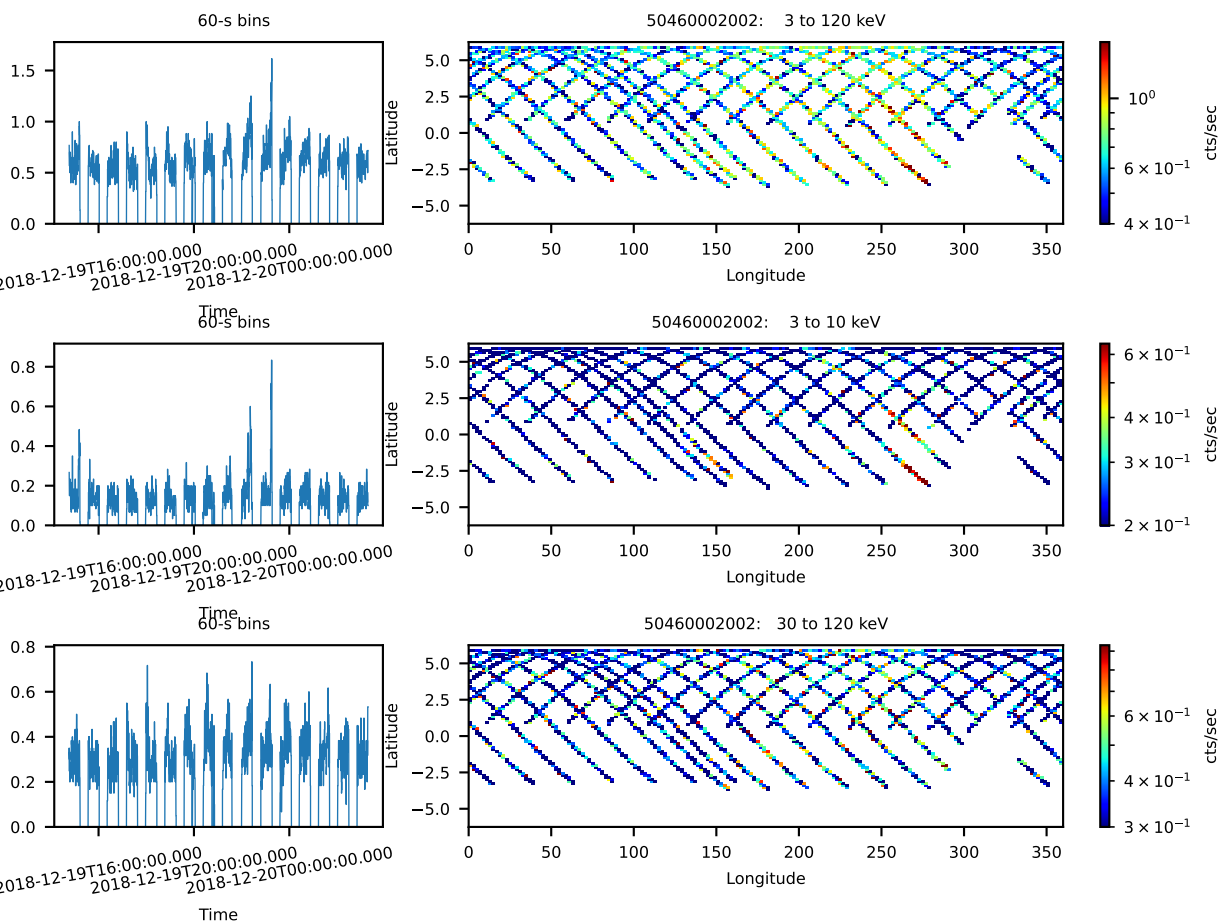 60-s bins
50460002002:    3 to 120 keV
1.5
1.0
0.5
0.0
2018-12-19T16:00:00.000
2018-12-19T20:00:00.000
2018-12-20T00:00:00.000
Time
Latitude
5.0
2.5
0.0
−2.5
−5.0
0 50 100 150 200 250 300 350
Longitude
10⁰
6 × 10⁻¹
4 × 10⁻¹
cts/sec
60-s bins
50460002002:    3 to 10 keV
0.8
0.6
0.4
0.2
0.0
2018-12-19T16:00:00.000
2018-12-19T20:00:00.000
2018-12-20T00:00:00.000
Time
Latitude
5.0
2.5
0.0
−2.5
−5.0
0 50 100 150 200 250 300 350
Longitude
6 × 10⁻¹
4 × 10⁻¹
3 × 10⁻¹
2 × 10⁻¹
cts/sec
60-s bins
50460002002:   30 to 120 keV
0.8
0.6
0.4
0.2
0.0
2018-12-19T16:00:00.000
2018-12-19T20:00:00.000
2018-12-20T00:00:00.000
Time
Latitude
5.0
2.5
0.0
−2.5
−5.0
0 50 100 150 200 250 300 350
Longitude
6 × 10⁻¹
4 × 10⁻¹
3 × 10⁻¹
cts/sec